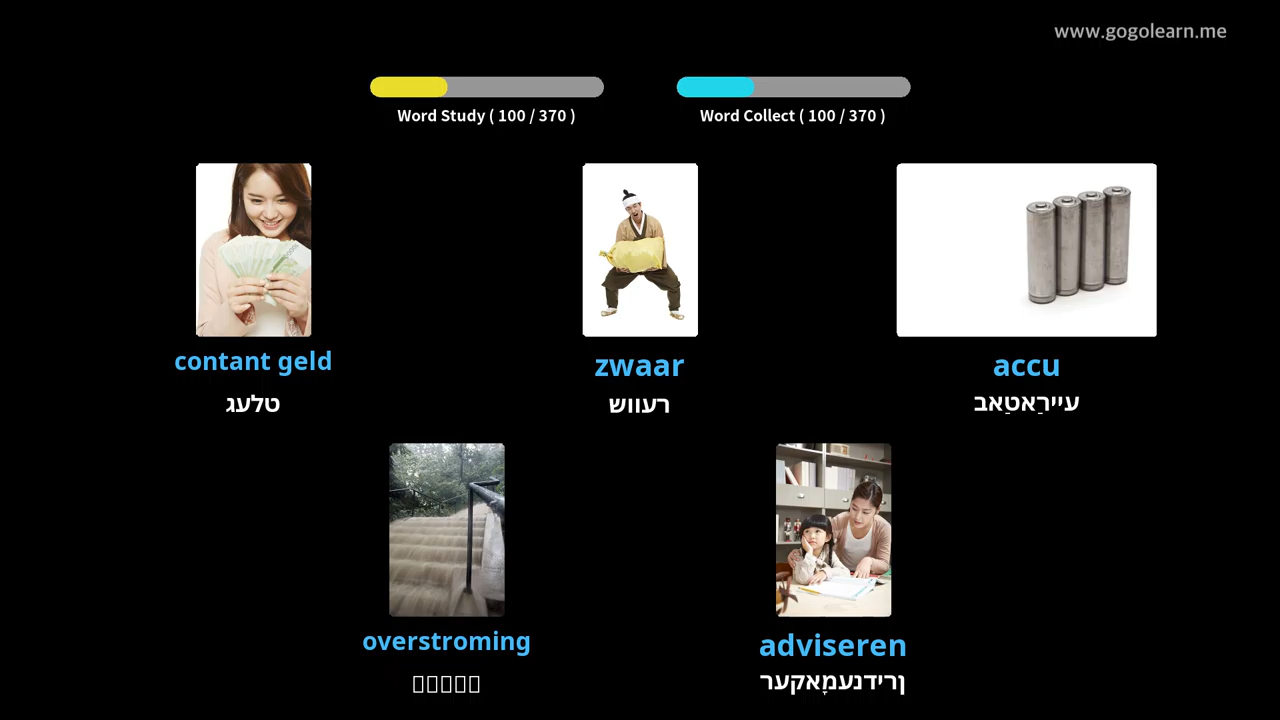 www.gogolearn.me
Word Study ( 100 / 370 )
Word Collect ( 100 / 370 )
contant geld
טלעג
zwaar
רעווש
accu
עיירַאטַאב
overstroming
adviseren
ןרידנעמָאקער